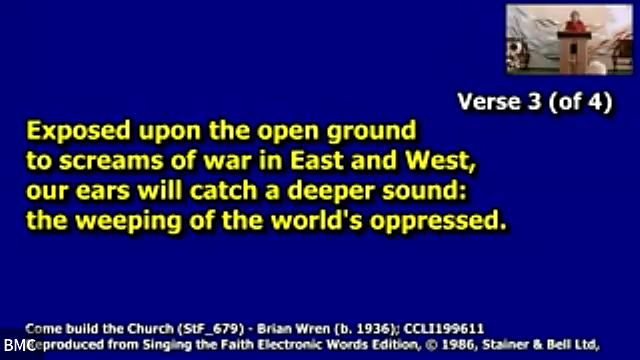 Verse 3 (of 4)
Exposed upon the open ground
to screams of war in East and West,
our ears will catch a deeper sound:
the weeping of the world's oppressed.
Come build the Church (StF_679) - Brian Wren (b. 1936); CCLI199611
BMC
eproduced from Singing the Faith Electronic Words Edition, © 1986, Stainer & Bell Ltd,